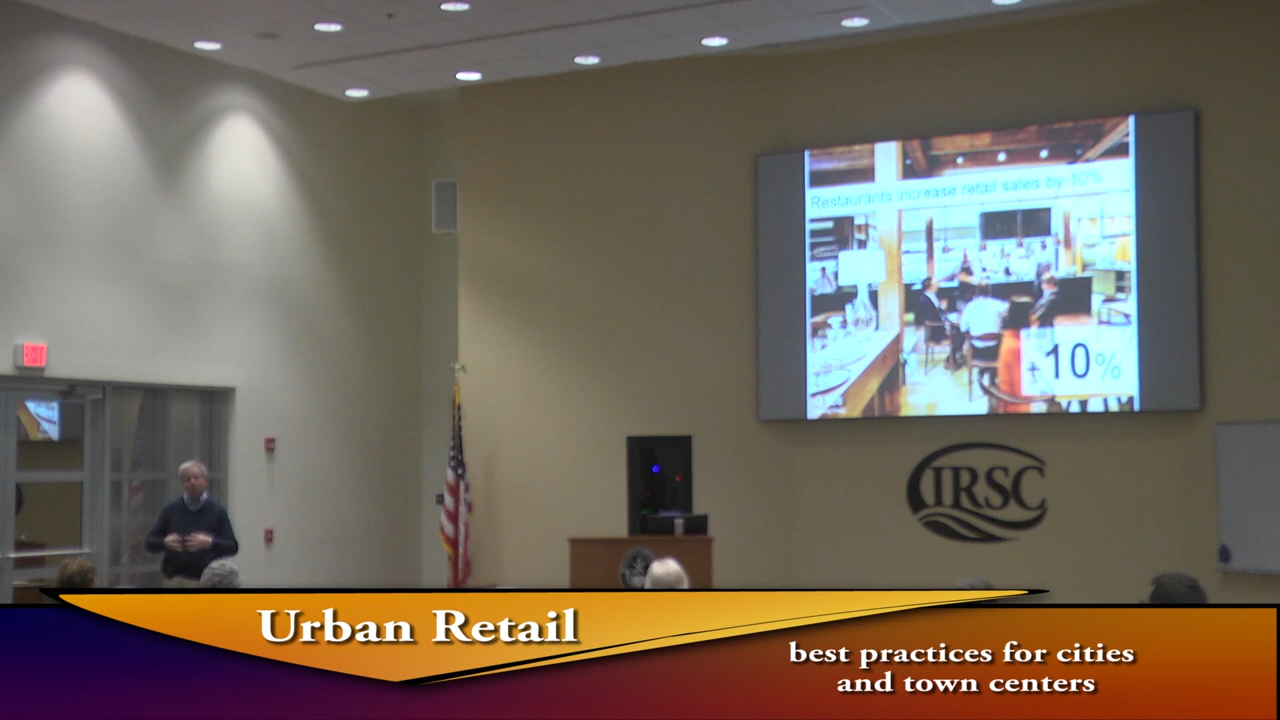 Restaurants increase retail sales by 10%
+10%
EXIT
IRSC
Urban Retail
best practices for cities
and town centers